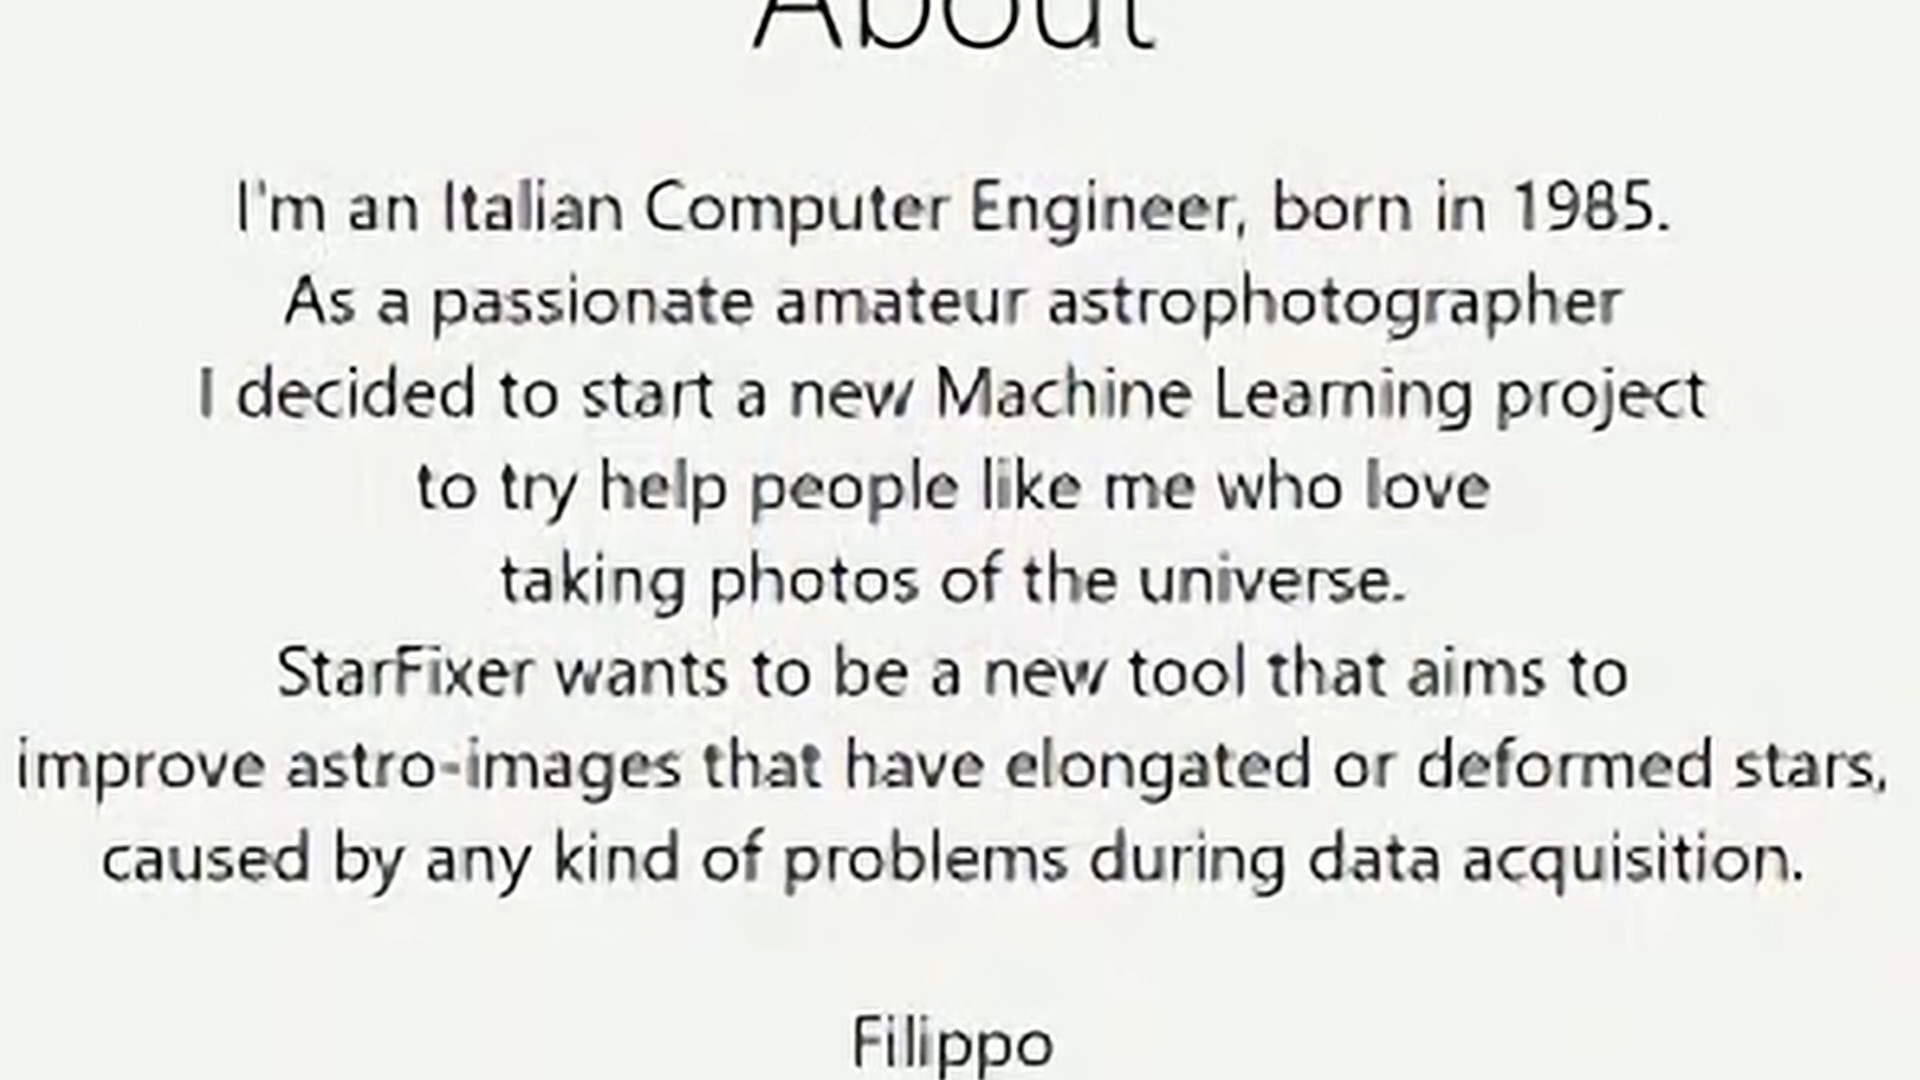 About
I'm an Italian Computer Engineer, born in 1985.
As a passionate amateur astrophotographer
I decided to start a new Machine Learning project
to try help people like me who love
taking photos of the universe.
StarFixer wants to be a new tool that aims to
improve astro-images that have elongated or deformed stars,
caused by any kind of problems during data acquisition.
Filippo